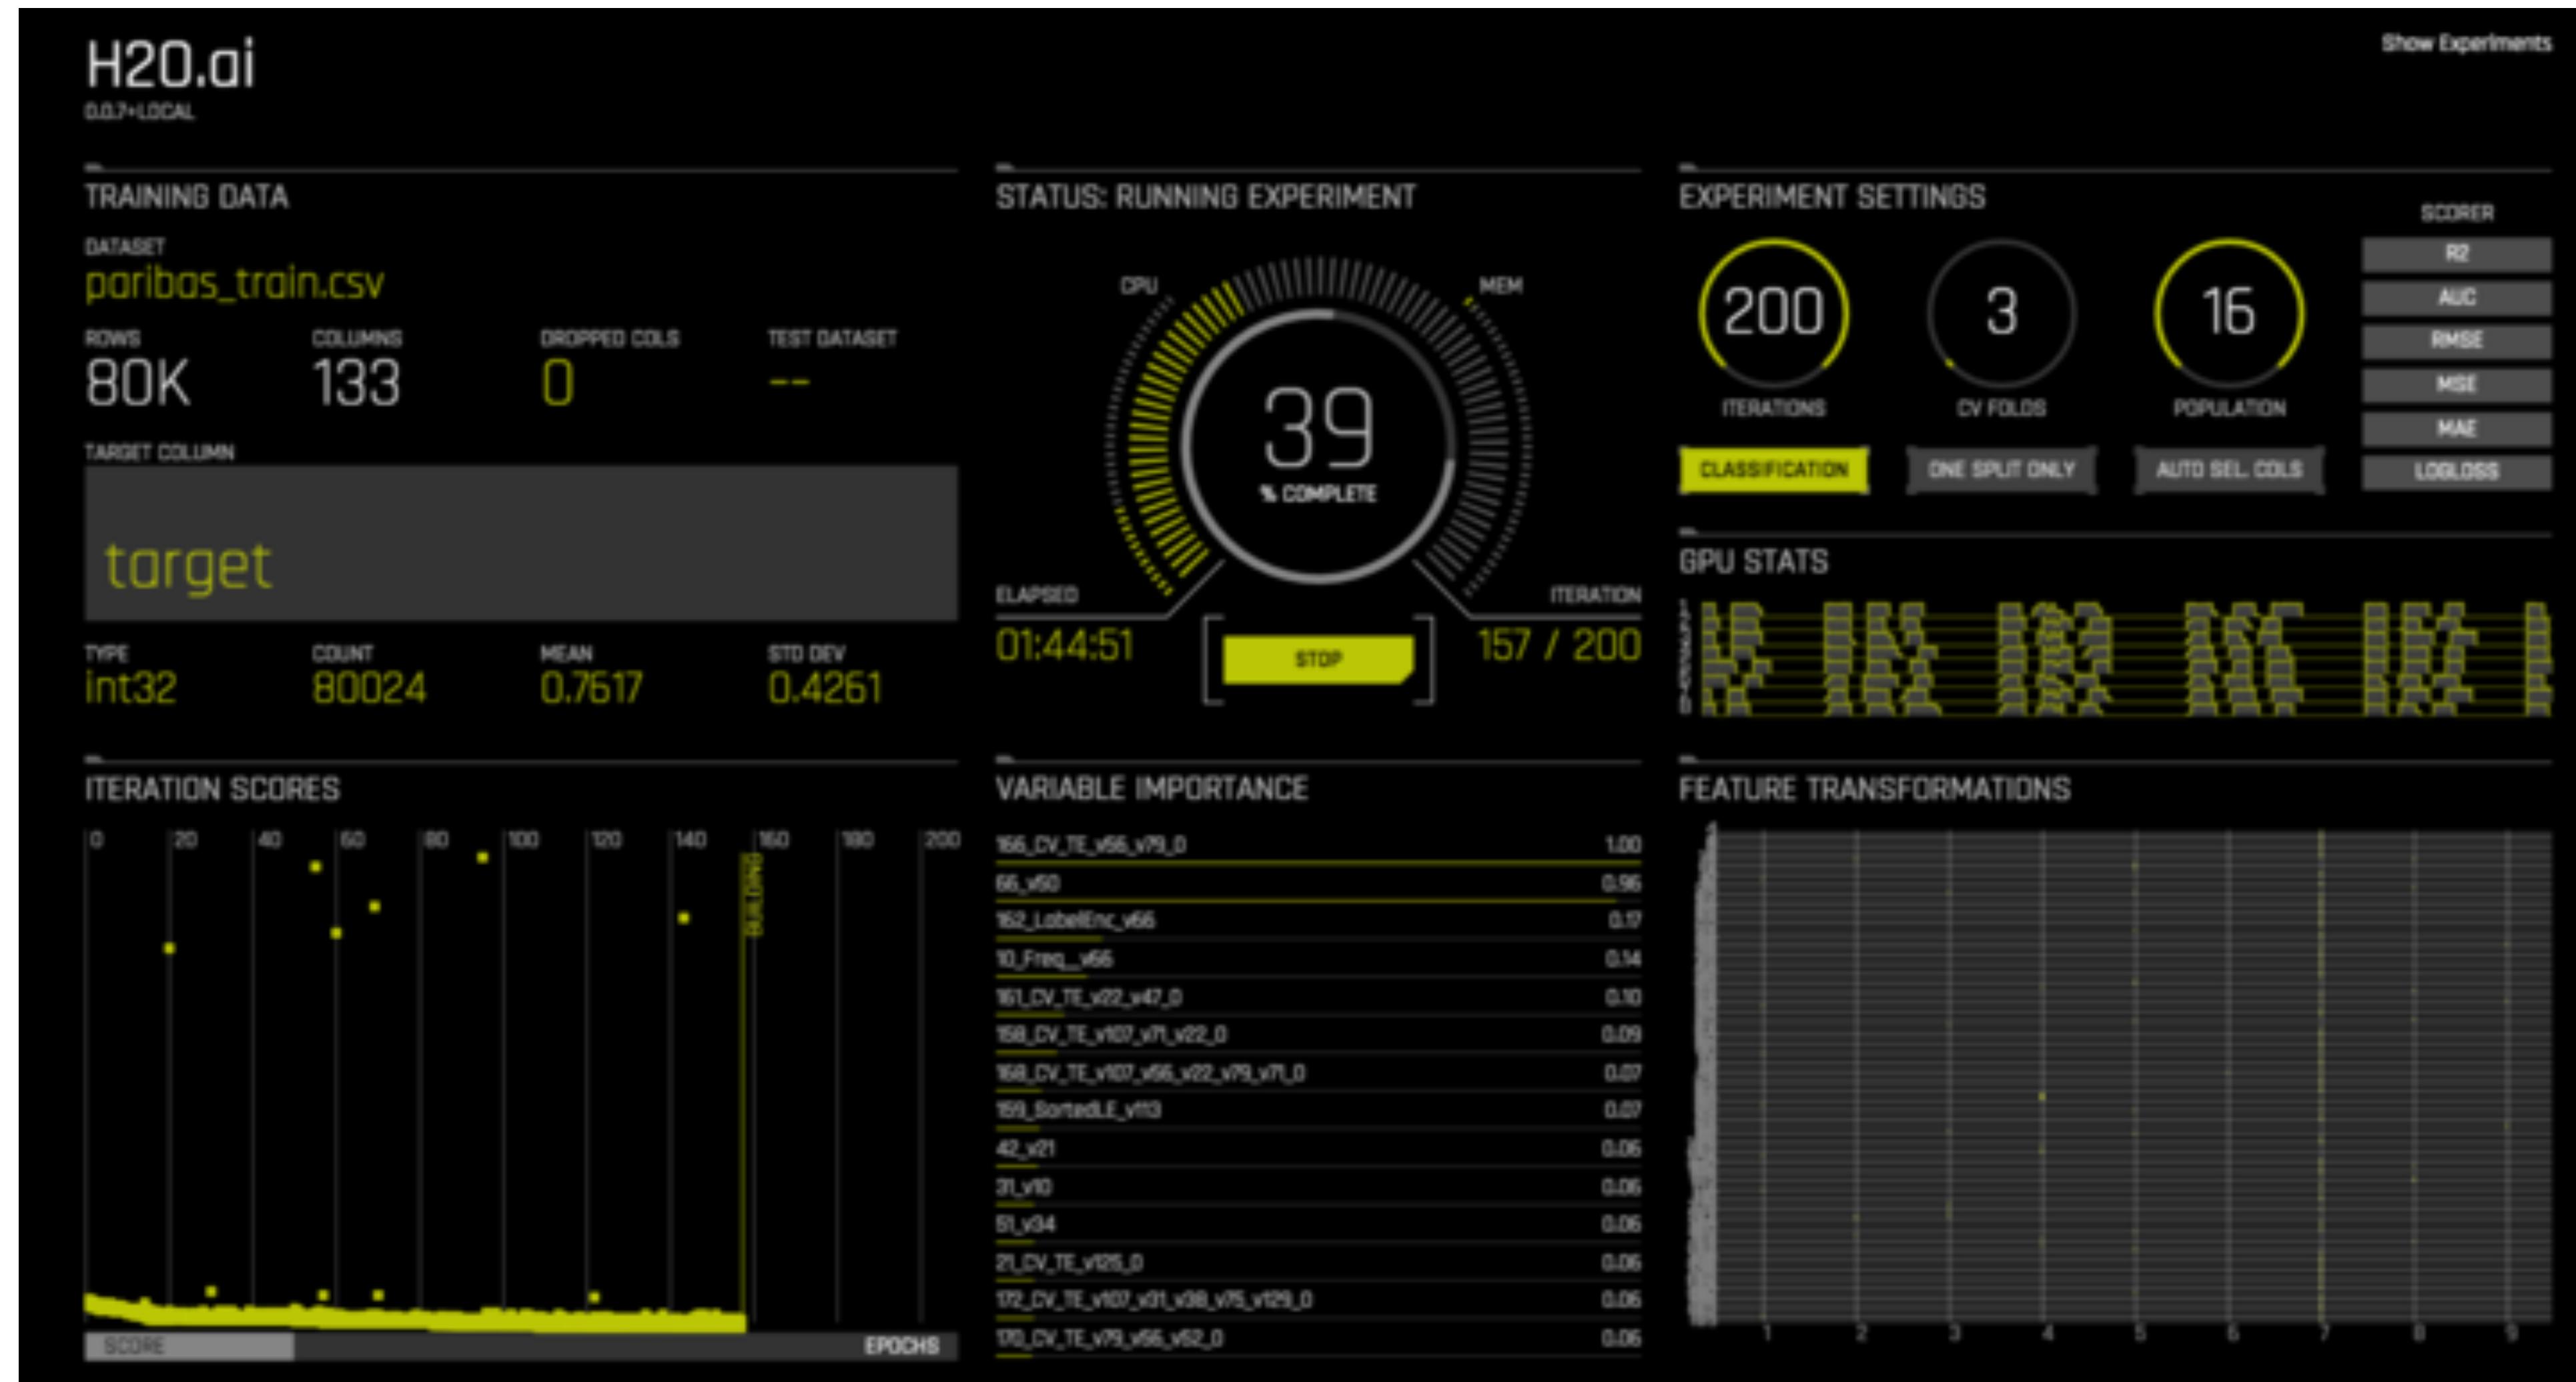 H2O.ai
Show Experiments
0.0.7+LOCAL
TRAINING DATA
DATASET
paribas_train.csv
ROWS COLUMNS DROPPED COLS TEST DATASET
80K 133 0 --
TARGET COLUMN
target
TYPE COUNT MEAN STD DEV
int32 80024 0.7617 0.4261
STATUS: RUNNING EXPERIMENT
CPU MEM
39
% COMPLETE
ELAPSED ITERATION
01:44:51 STOP 157 / 200
EXPERIMENT SETTINGS
SCORER
200 3 16
ITERATIONS CV FOLDS POPULATION
CLASSIFICATION ONE SPLIT ONLY AUTO SEL. COLS
R2
AUC
RMSE
MSE
MAE
LOGLOSS
GPU STATS
ITERATION SCORES
0 20 40 60 80 100 120 140 160 180 200
BUILDING
SCORE EPOCHS
VARIABLE IMPORTANCE
166_CV_TE_v56_v79_0 1.00
66_v50 0.96
162_LabelEnc_v66 0.17
10_Freq__v66 0.14
161_CV_TE_v22_v47_0 0.10
158_CV_TE_v107_v71_v22_0 0.09
168_CV_TE_v107_v56_v22_v79_v71_0 0.07
159_SortedLE_v113 0.07
42_v21 0.06
31_v10 0.06
51_v34 0.06
21_CV_TE_v125_0 0.06
172_CV_TE_v107_v31_v38_v75_v129_0 0.06
170_CV_TE_v79_v56_v52_0 0.06
FEATURE TRANSFORMATIONS
1 2 3 4 5 6 7 8 9